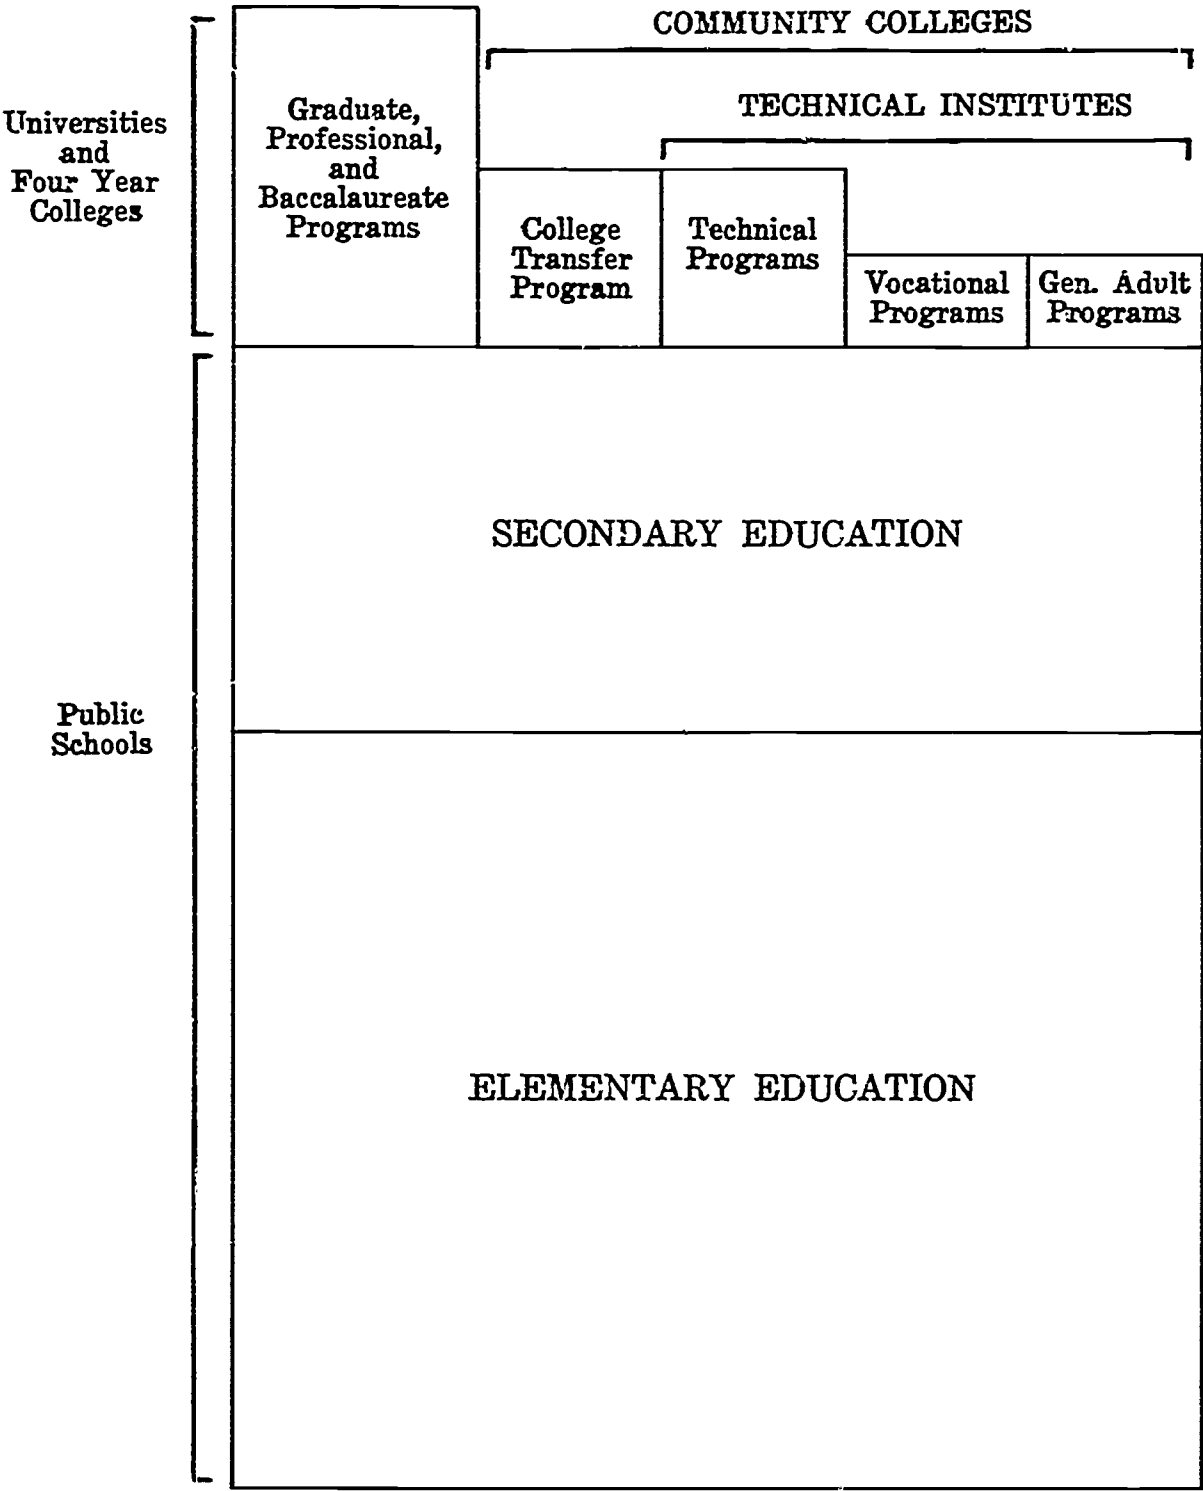 COMMUNITY COLLEGES
TECHNICAL INSTITUTES
Universities
and
Four Year
Colleges
Graduate,
Professional,
and
Baccalaureate
Programs
College
Transfer
Program
Technical
Programs
Vocational
Programs
Gen. Adult
Programs
SECONDARY EDUCATION
Public
Schools
ELEMENTARY EDUCATION